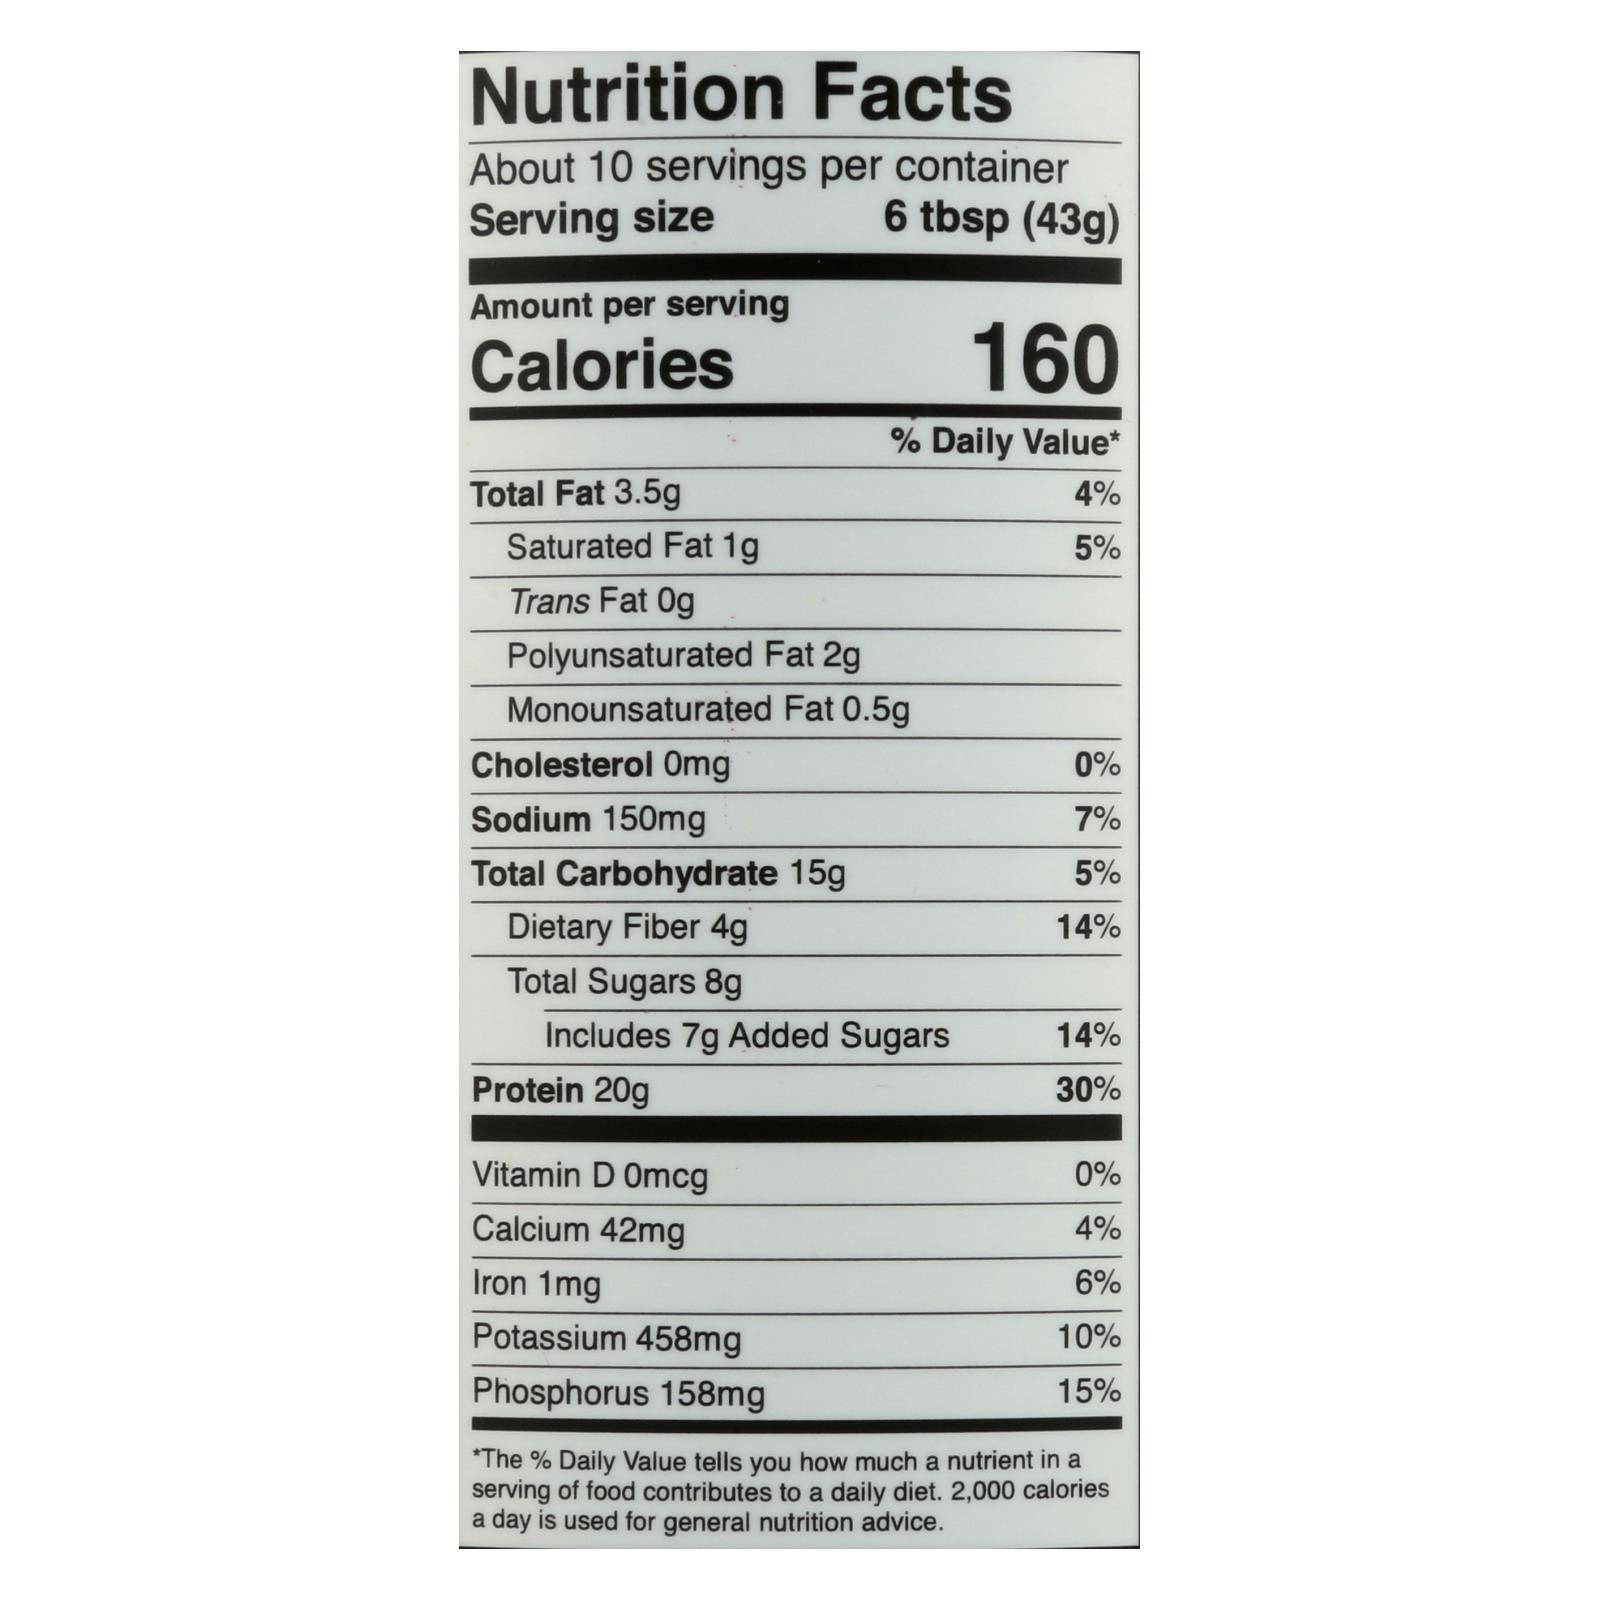 Nutrition Facts
About 10 servings per container
Serving size 6 tbsp (43g)
Amount per serving
Calories 160
% Daily Value*
Total Fat 3.5g 4%
Saturated Fat 1g 5%
Trans Fat 0g
Polyunsaturated Fat 2g
Monounsaturated Fat 0.5g
Cholesterol 0mg 0%
Sodium 150mg 7%
Total Carbohydrate 15g 5%
Dietary Fiber 4g 14%
Total Sugars 8g
Includes 7g Added Sugars 14%
Protein 20g 30%
Vitamin D 0mcg 0%
Calcium 42mg 4%
Iron 1mg 6%
Potassium 458mg 10%
Phosphorus 158mg 15%
*The % Daily Value tells you how much a nutrient in a
serving of food contributes to a daily diet. 2,000 calories
a day is used for general nutrition advice.